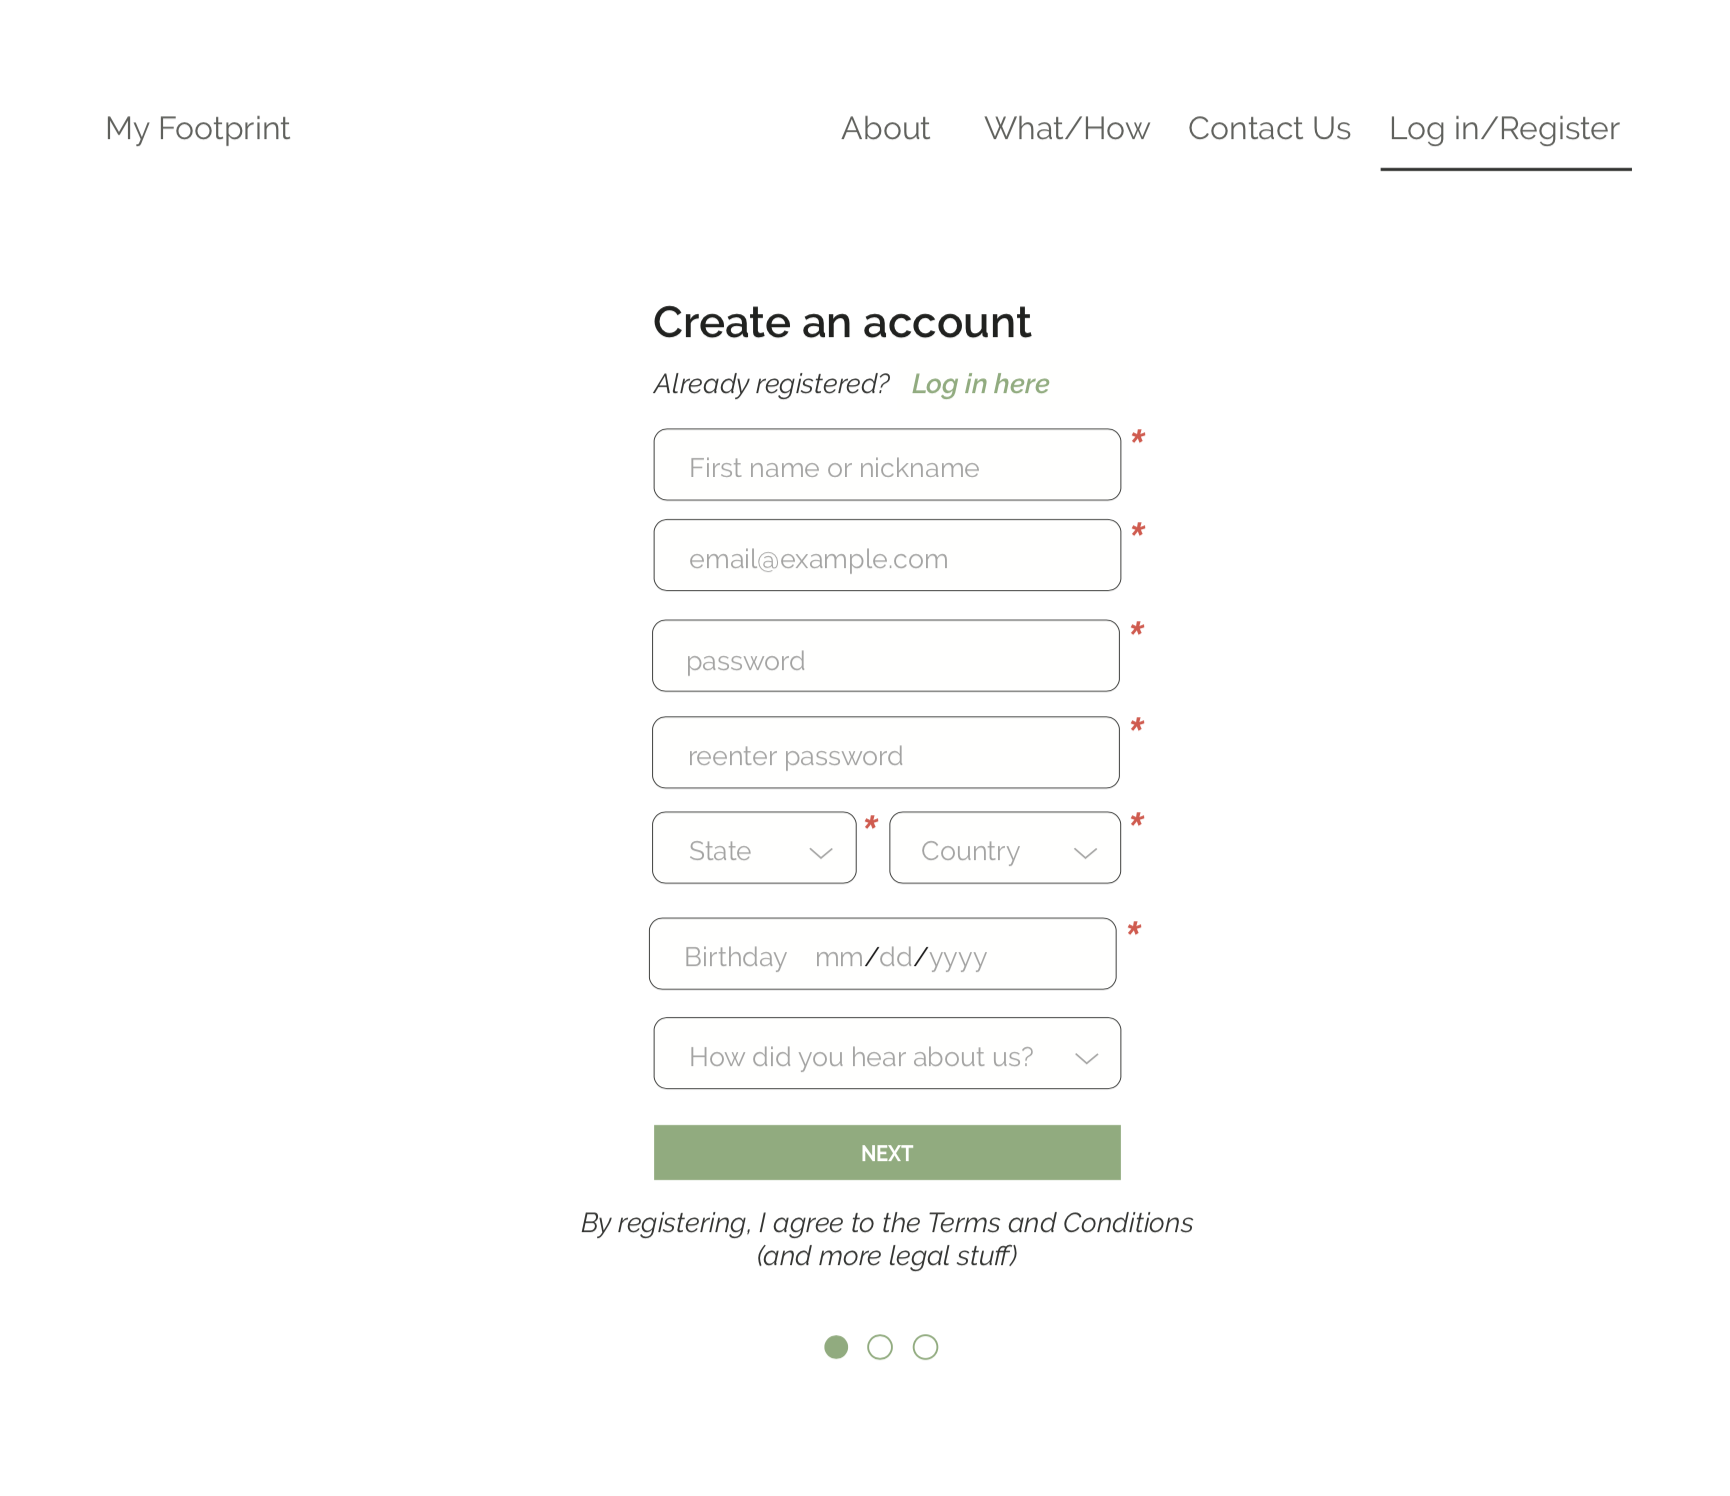 My Footprint About What/How Contact Us Log in/Register
Create an account
Already registered? Log in here
First name or nickname *
email@example.com *
password *
reenter password *
State * Country *
Birthday mm/dd/yyyy *
How did you hear about us?
NEXT
By registering, I agree to the Terms and Conditions
(and more legal stuff)